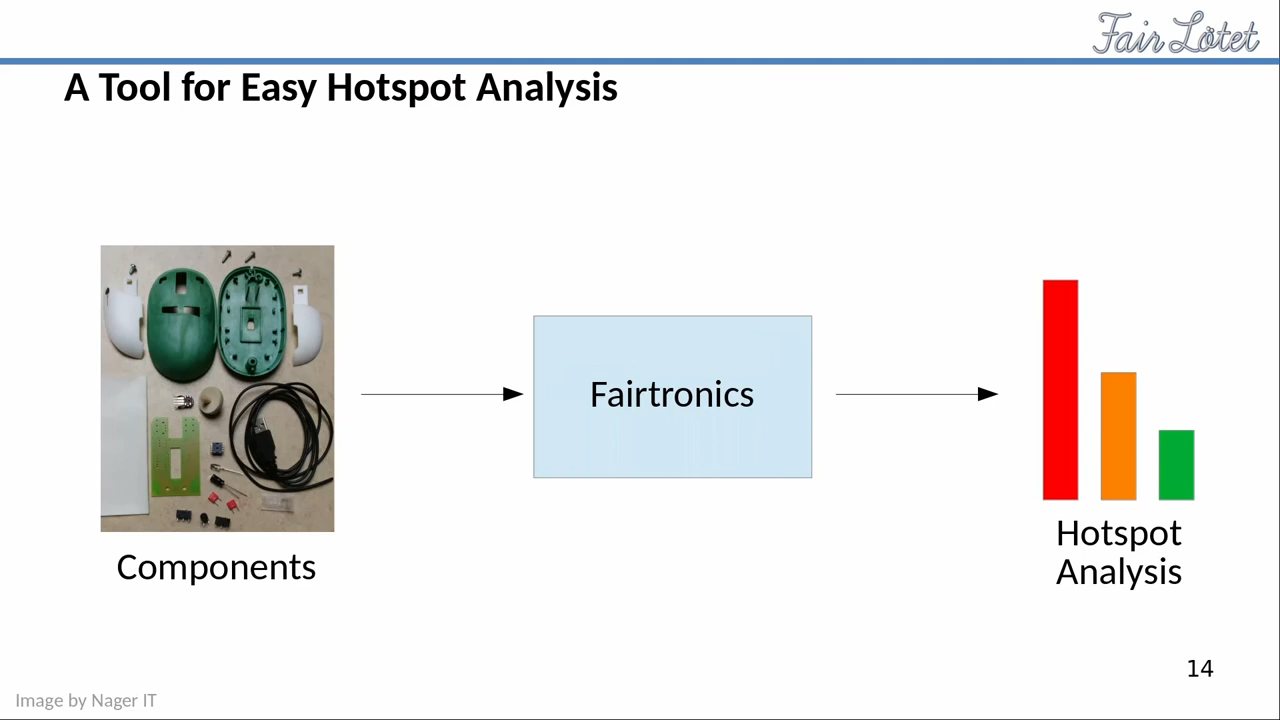 Fair Lötet
A Tool for Easy Hotspot Analysis
Fairtronics
Components
Hotspot
Analysis
14
Image by Nager IT